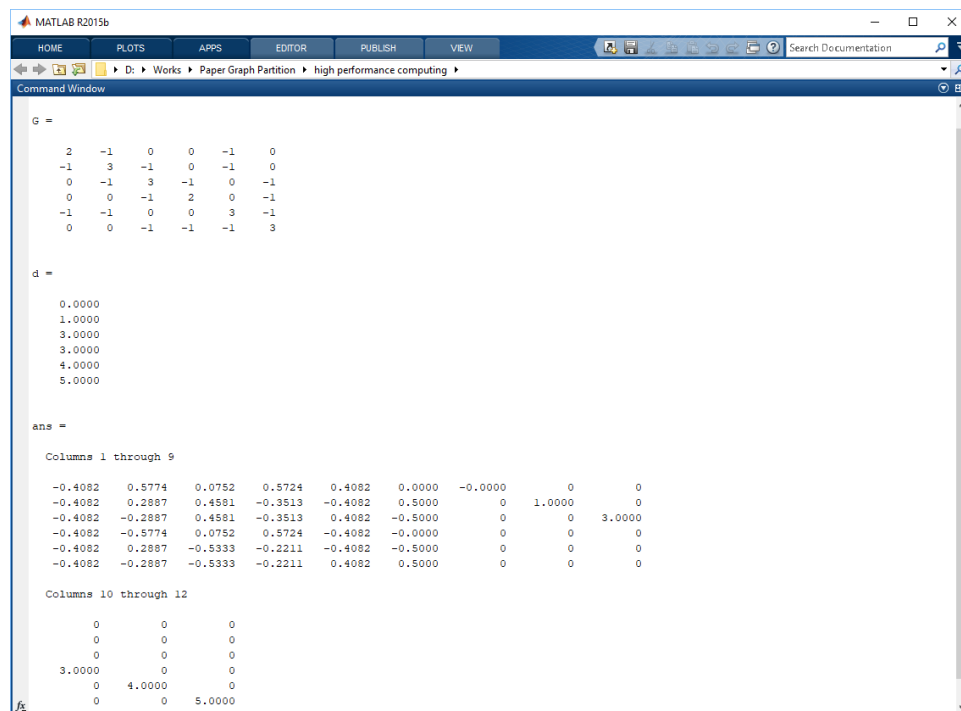 MATLAB R2015b
HOME PLOTS APPS EDITOR PUBLISH VIEW Search Documentation
D: Works Paper Graph Partition high performance computing
Command Window
G =
2 -1 0 0 -1 0
-1 3 -1 0 -1 0
0 -1 3 -1 0 -1
0 0 -1 2 0 -1
-1 -1 0 0 3 -1
0 0 -1 -1 -1 3
d =
0.0000
1.0000
3.0000
3.0000
4.0000
5.0000
ans =
Columns 1 through 9
-0.4082 0.5774 0.0752 0.5724 0.4082 0.0000 -0.0000 0 0
-0.4082 0.2887 0.4581 -0.3513 -0.4082 0.5000 0 1.0000 0
-0.4082 -0.2887 0.4581 -0.3513 0.4082 -0.5000 0 0 3.0000
-0.4082 -0.5774 0.0752 0.5724 -0.4082 -0.0000 0 0 0
-0.4082 0.2887 -0.5333 -0.2211 -0.4082 -0.5000 0 0 0
-0.4082 -0.2887 -0.5333 -0.2211 0.4082 0.5000 0 0 0
Columns 10 through 12
0 0 0
0 0 0
0 0 0
3.0000 0 0
0 4.0000 0
fx 0 0 5.0000